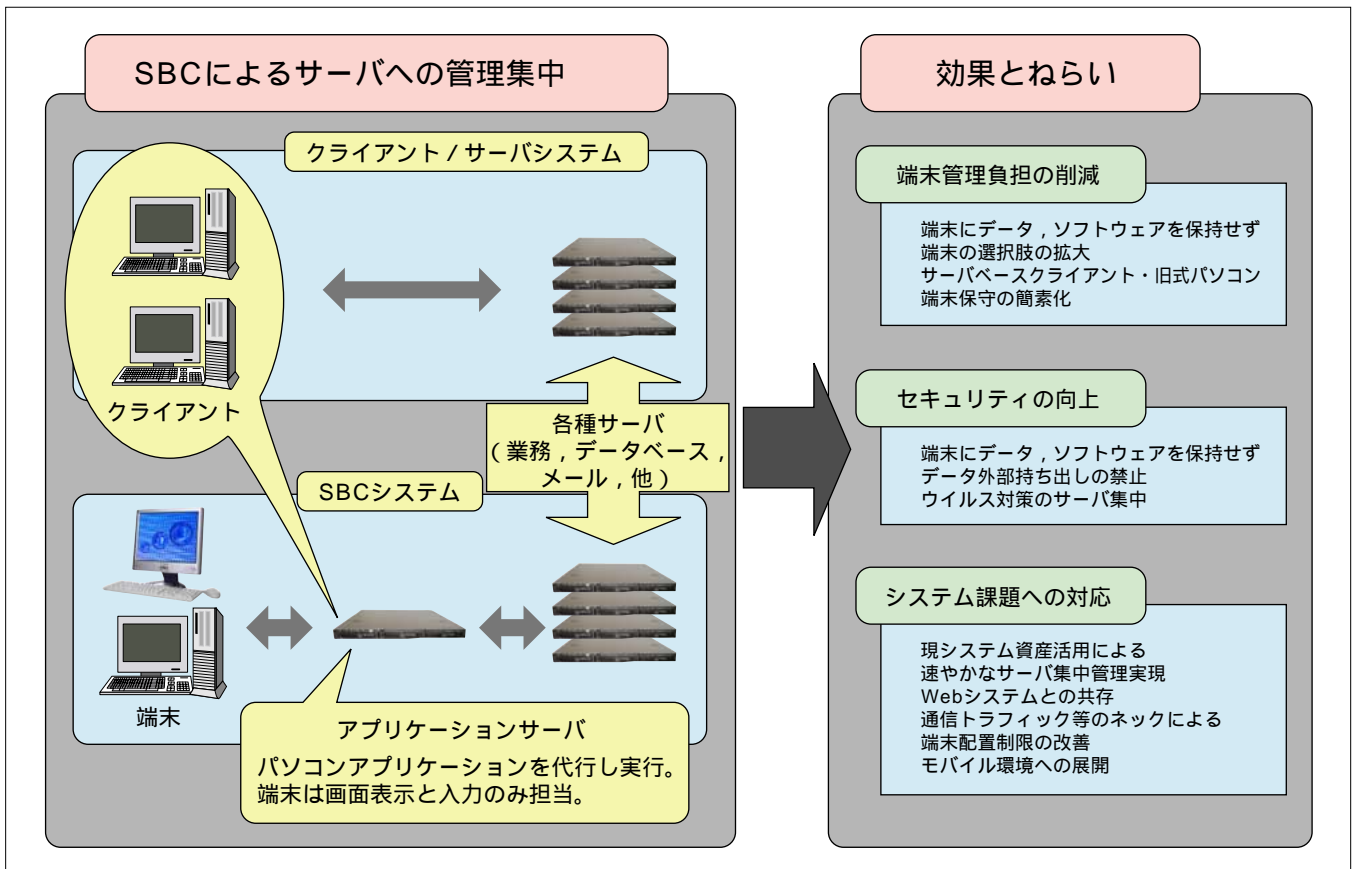 SBCによるサーバへの管理集中
クライアント / サーバシステム
クライアント
各種サーバ
( 業務 , データベース ,
メール , 他 )
SBCシステム
端末
アプリケーションサーバ
パソコンアプリケーションを代行し実行。
端末は画面表示と入力のみ担当。
効果とねらい
端末管理負担の削減
端末にデータ , ソフトウェアを保持せず
端末の選択肢の拡大
サーバベースクライアント・旧式パソコン
端末保守の簡素化
セキュリティの向上
端末にデータ , ソフトウェアを保持せず
データ外部持ち出しの禁止
ウイルス対策のサーバ集中
システム課題への対応
現システム資産活用による
速やかなサーバ集中管理実現
Webシステムとの共存
通信トラフィック等のネックによる
端末配置制限の改善
モバイル環境への展開